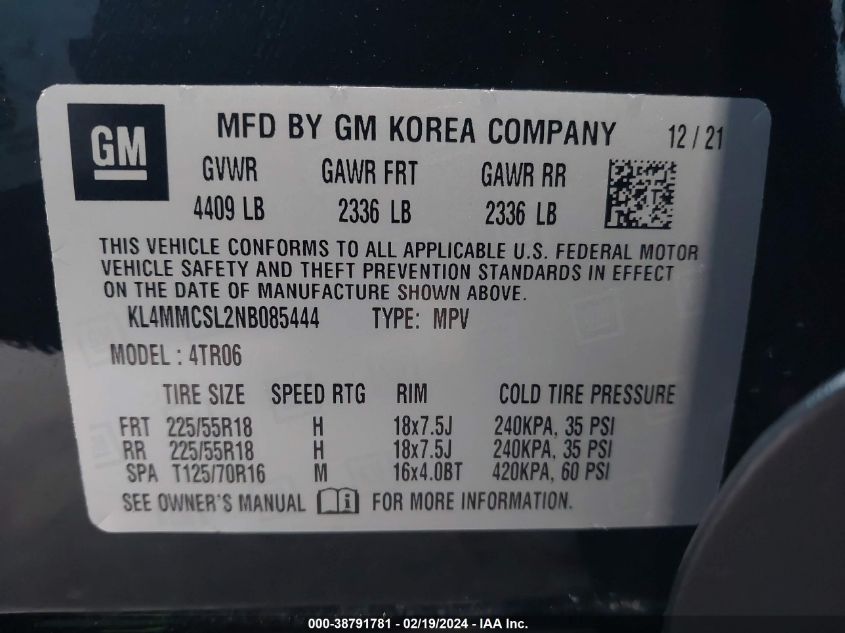 GM
MFD BY GM KOREA COMPANY 12/21
GVWR GAWR FRT GAWR RR
4409 LB 2336 LB 2336 LB
THIS VEHICLE CONFORMS TO ALL APPLICABLE U.S. FEDERAL MOTOR
VEHICLE SAFETY AND THEFT PREVENTION STANDARDS IN EFFECT
ON THE DATE OF MANUFACTURE SHOWN ABOVE.
KL4MMCSL2NB085444 TYPE: MPV
MODEL: 4TR06
TIRE SIZE SPEED RTG RIM COLD TIRE PRESSURE
FRT 225/55R18 H 18x7.5J 240KPA, 35 PSI
RR 225/55R18 H 18x7.5J 240KPA, 35 PSI
SPA T125/70R16 M 16x4.0BT 420KPA, 60 PSI
SEE OWNER'S MANUAL FOR MORE INFORMATION.
000-38791781 - 02/19/2024 - IAA Inc.